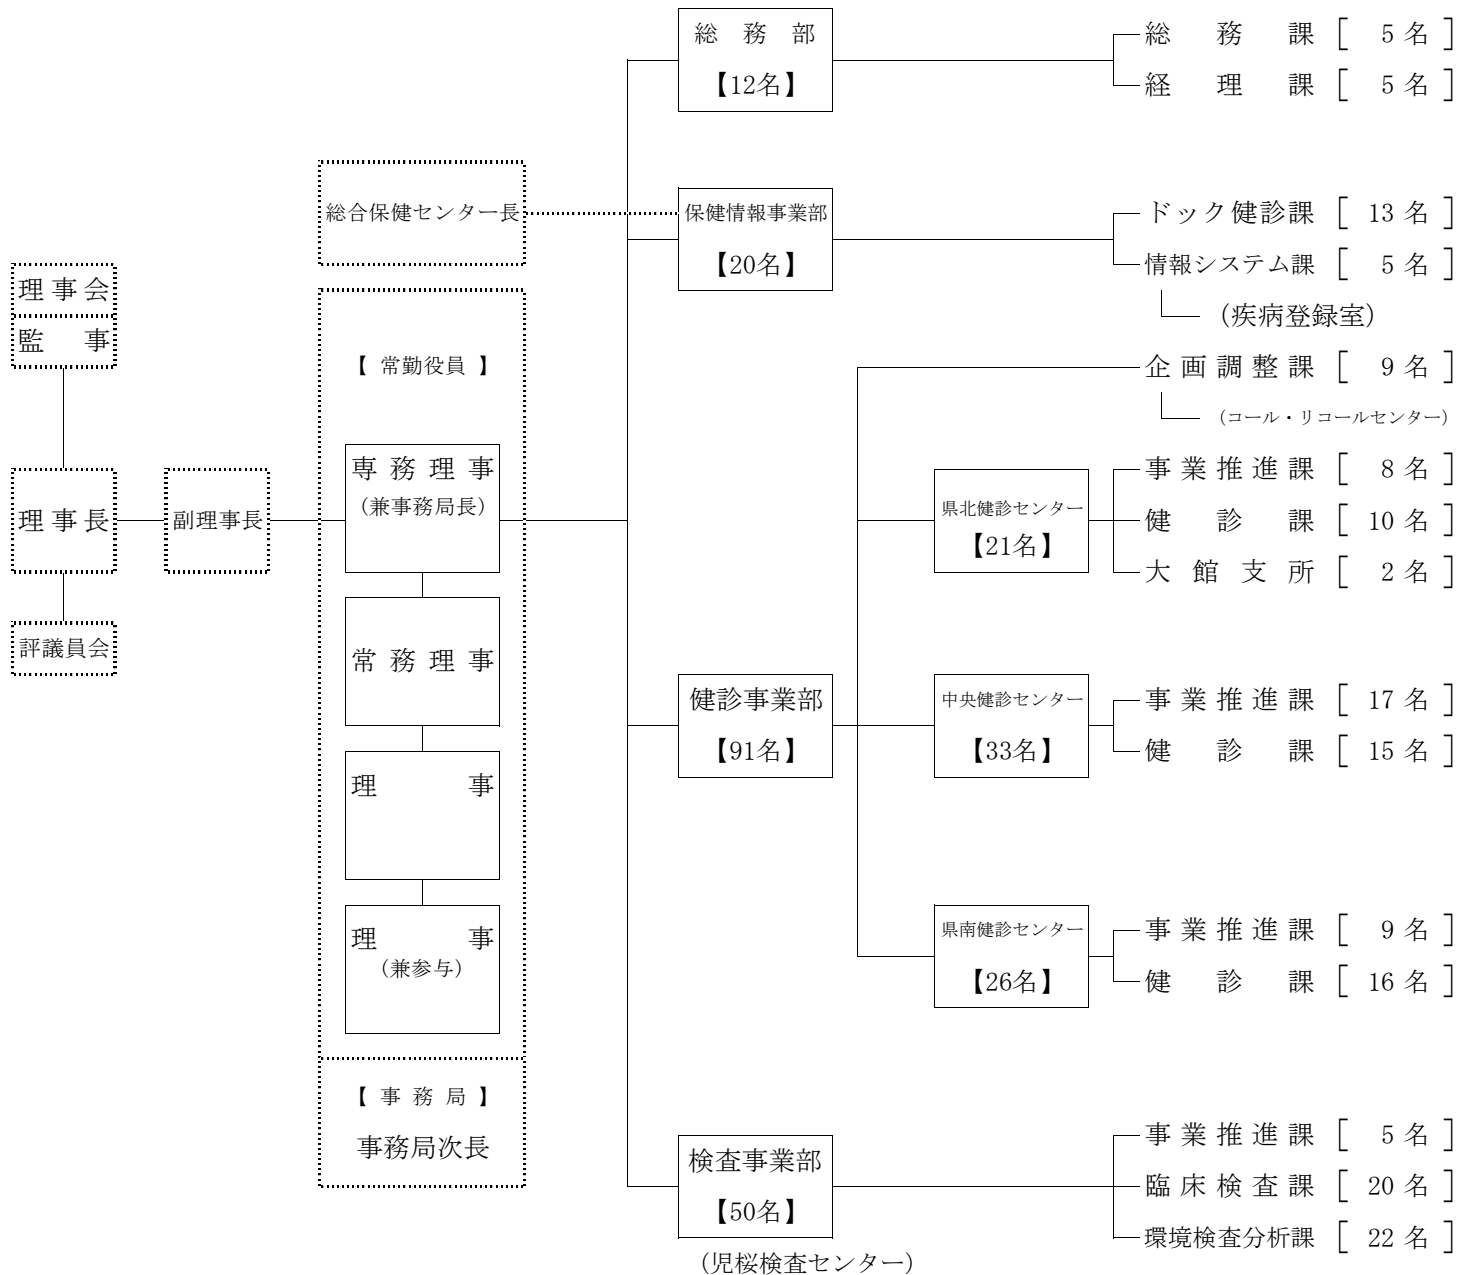 理事会
監事
理事長
評議員会
副理事長
総合保健センター長
【 常勤役員 】
専務理事
（兼事務局長）
常務理事
理事
理事
（兼参与）
【 事務局 】
事務局次長
総務部
【12名】
総務課 [ 5名 ]
経理課 [ 5名 ]
保健情報事業部
【20名】
ドック健診課 [ 13名 ]
情報システム課 [ 5名 ]
（疾病登録室）
健診事業部
【91名】
企画調整課 [ 9名 ]
（コール・リコールセンター）
県北健診センター
【21名】
事業推進課 [ 8名 ]
健診課 [ 10名 ]
大館支所 [ 2名 ]
中央健診センター
【33名】
事業推進課 [ 17名 ]
健診課 [ 15名 ]
県南健診センター
【26名】
事業推進課 [ 9名 ]
健診課 [ 16名 ]
検査事業部
【50名】
（児桜検査センター）
事業推進課 [ 5名 ]
臨床検査課 [ 20名 ]
環境検査分析課 [ 22名 ]